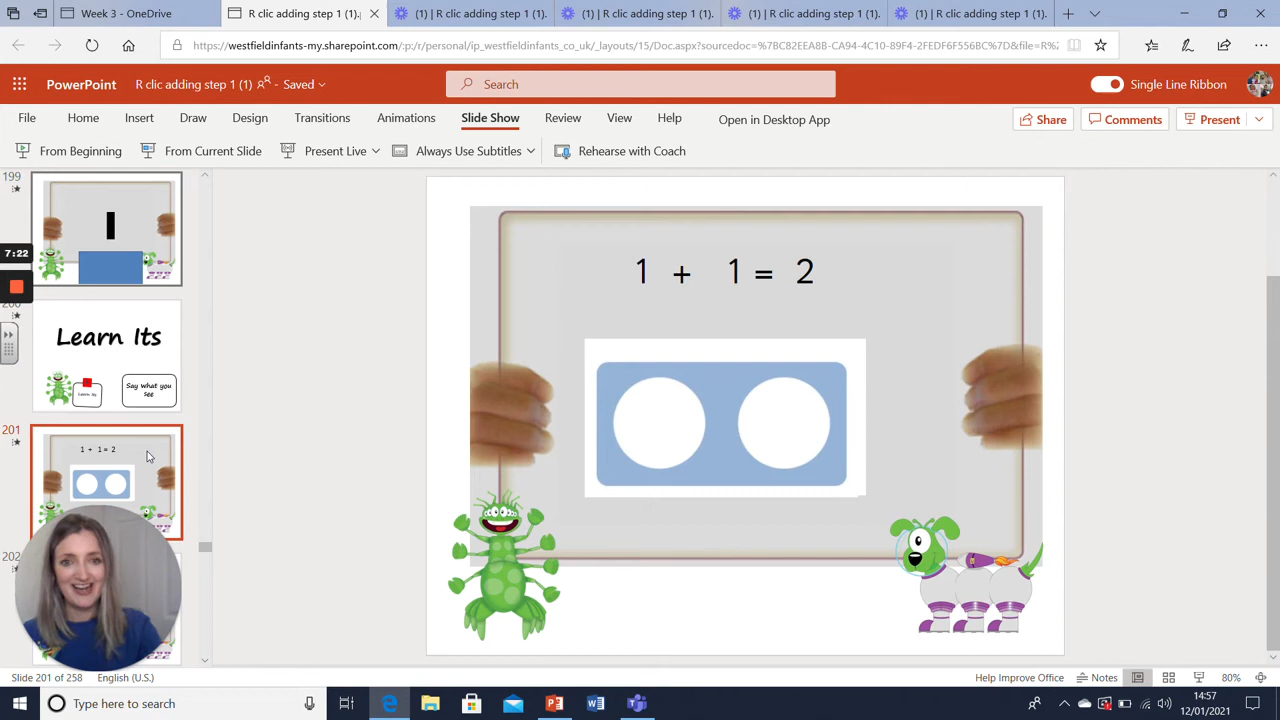 Week 3 - OneDrive
R clic adding step 1 (1).
(1) R clic adding step 1 (1).p
(1) R clic adding step 1 (1).p
(1) R clic adding step 1 (1).p
(1) R clic adding step 1 (1).p
https://westfieldinfants-my.sharepoint.com/:p:/r/personal/ip_westfieldinfants_co_uk/_layouts/15/Doc.aspx?sourcedoc=%7BC82EEA8B-CA94-4C10-89F4-2FEDF6F556BC%7D&file=R%2
PowerPoint
R clic adding step 1 (1) - Saved
Search
Single Line Ribbon
File Home Insert Draw Design Transitions Animations Slide Show Review View Help Open in Desktop App
Share Comments Present
From Beginning From Current Slide Present Live Always Use Subtitles Rehearse with Coach
199
1
7:22
200
Learn Its
Learn Its
Say what you
see
201
1 + 1 = 2
202
1 + 1 = 2
Slide 201 of 258 English (U.S.)
Help Improve Office Notes 80%
Type here to search
14:57
12/01/2021